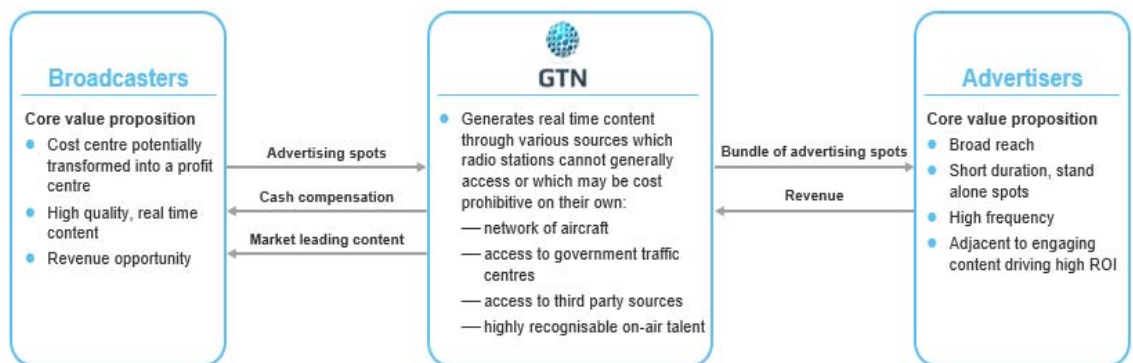 Broadcasters
Core value proposition
Cost centre potentially
transformed into a profit
centre
High quality, real time
content
Revenue opportunity
Advertising spots
Cash compensation
Market leading content
GTN
Generates real time content
through various sources which
radio stations cannot generally
access or which may be cost
prohibitive on their own:
— network of aircraft
— access to government traffic
centres
— access to third party sources
— highly recognisable on-air talent
Bundle of advertising spots
Revenue
Advertisers
Core value proposition
Broad reach
Short duration, stand
alone spots
High frequency
Adjacent to engaging
content driving high ROI